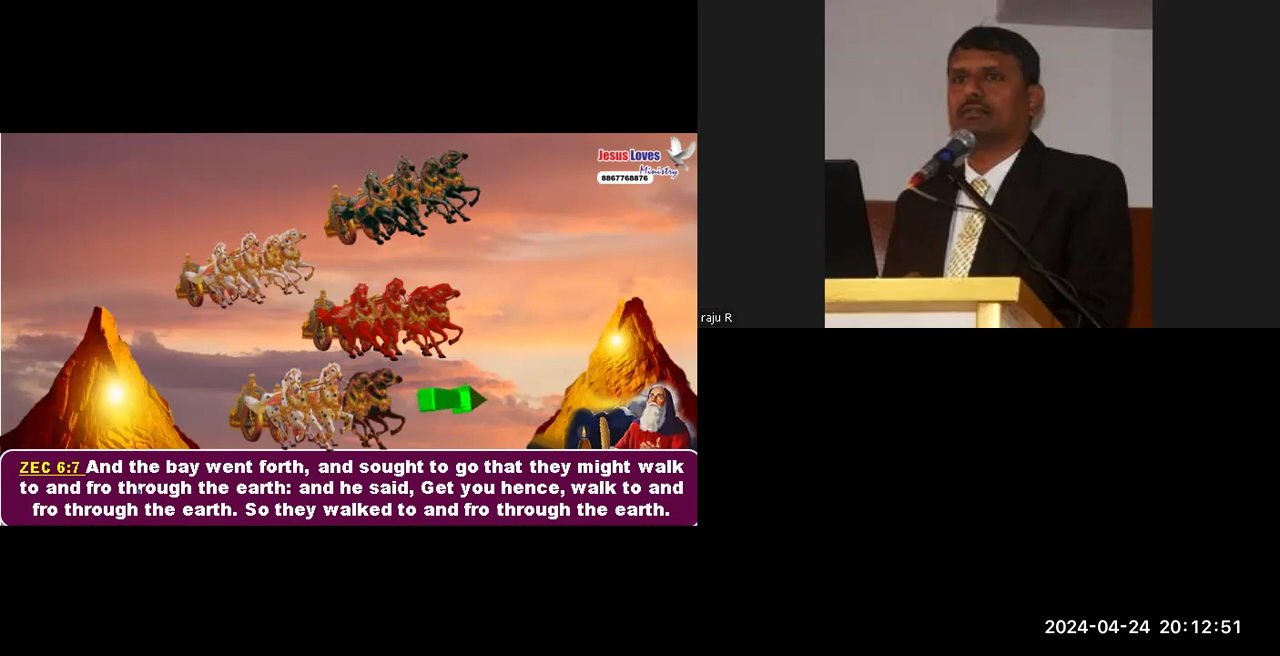 Jesus Loves
Ministry
8867768876
raju R
ZEC 6:7 And the bay went forth, and sought to go that they might walk
to and fro through the earth: and he said, Get you hence, walk to and
fro through the earth. So they walked to and fro through the earth.
2024-04-24 20:12:51